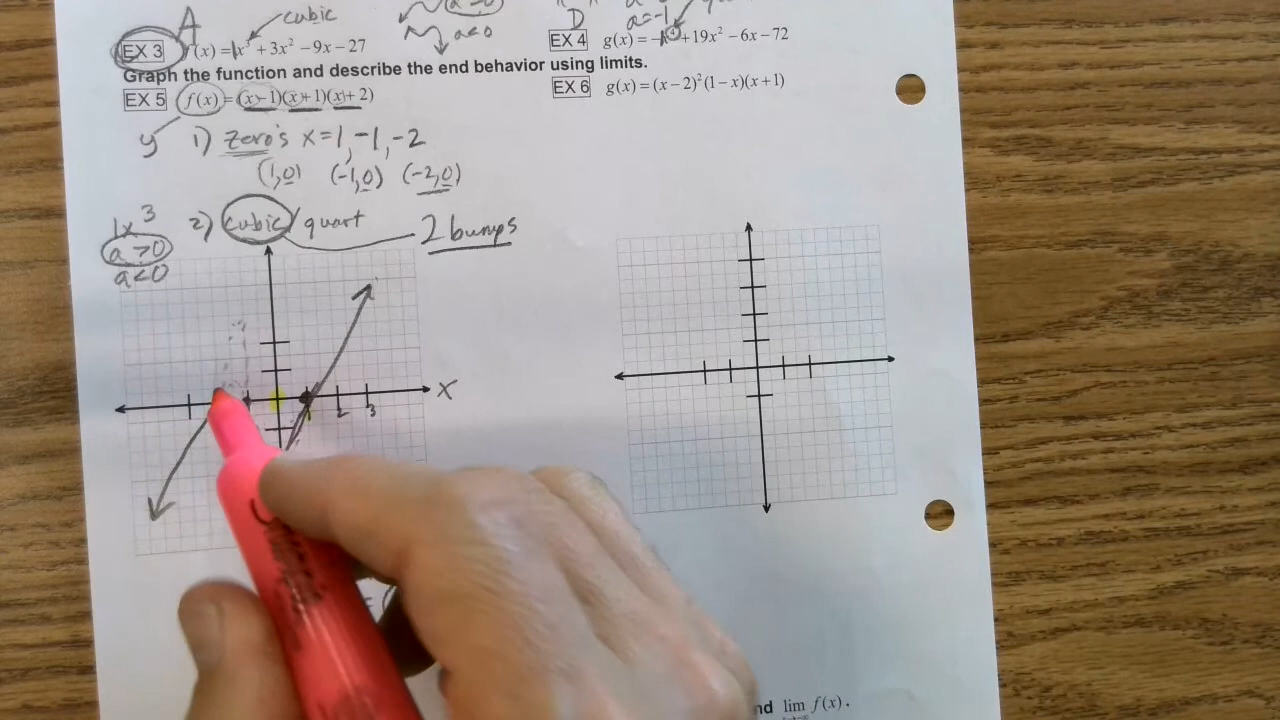 A cubic
D a=-1
EX 3 f(x) = 1x³ + 3x² − 9x − 27 a<0
EX 4 g(x) = −x⁴ + 19x² − 6x − 72
Graph the function and describe the end behavior using limits.
EX 5 f(x) = (x − 1)(x + 1)(x + 2)
EX 6 g(x) = (x − 2)²(1 − x)(x + 1)
y 1) Zero's x = 1, -1, -2
(1,0) (-1,0) (-2,0)
1x³ 2) cubic / quart 2 bumps
a>0
a<0
x
2 3
nd lim f(x).